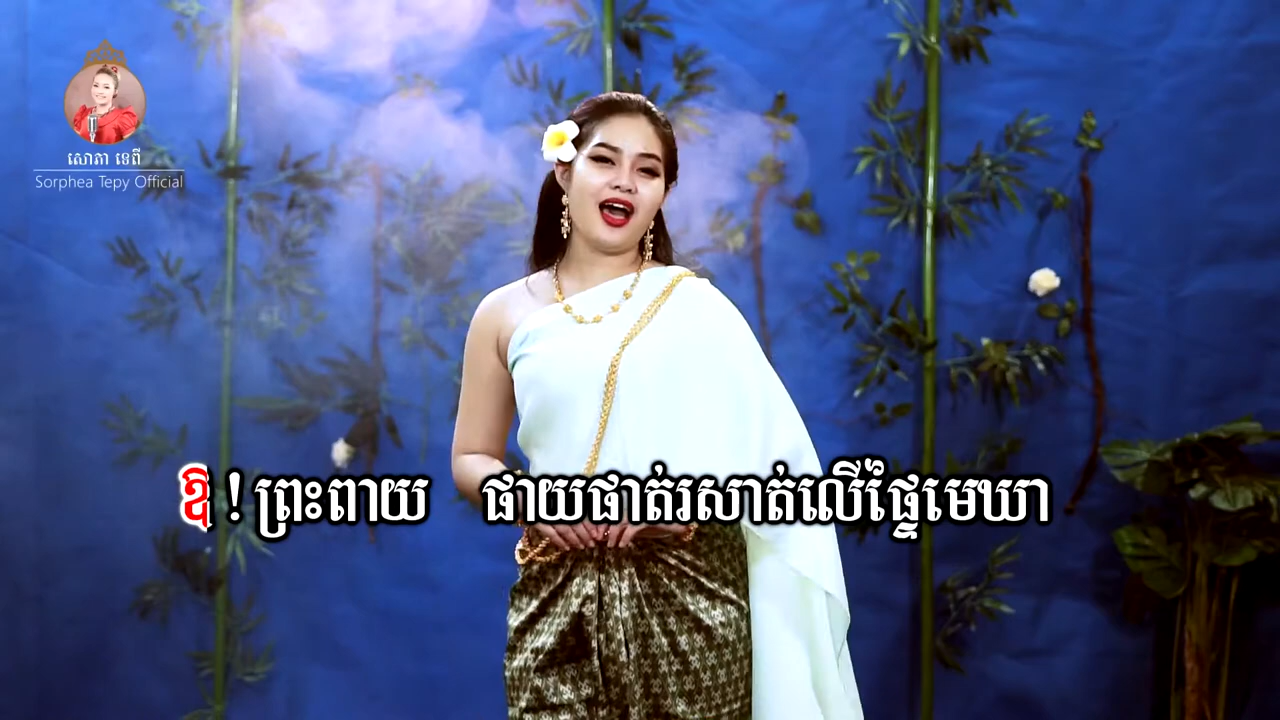 សោភា ទេពី
Sorphea Tepy Official
ឱ ! ព្រះពាយ ផាយផាត់រសាត់លើផ្ទៃមេឃា